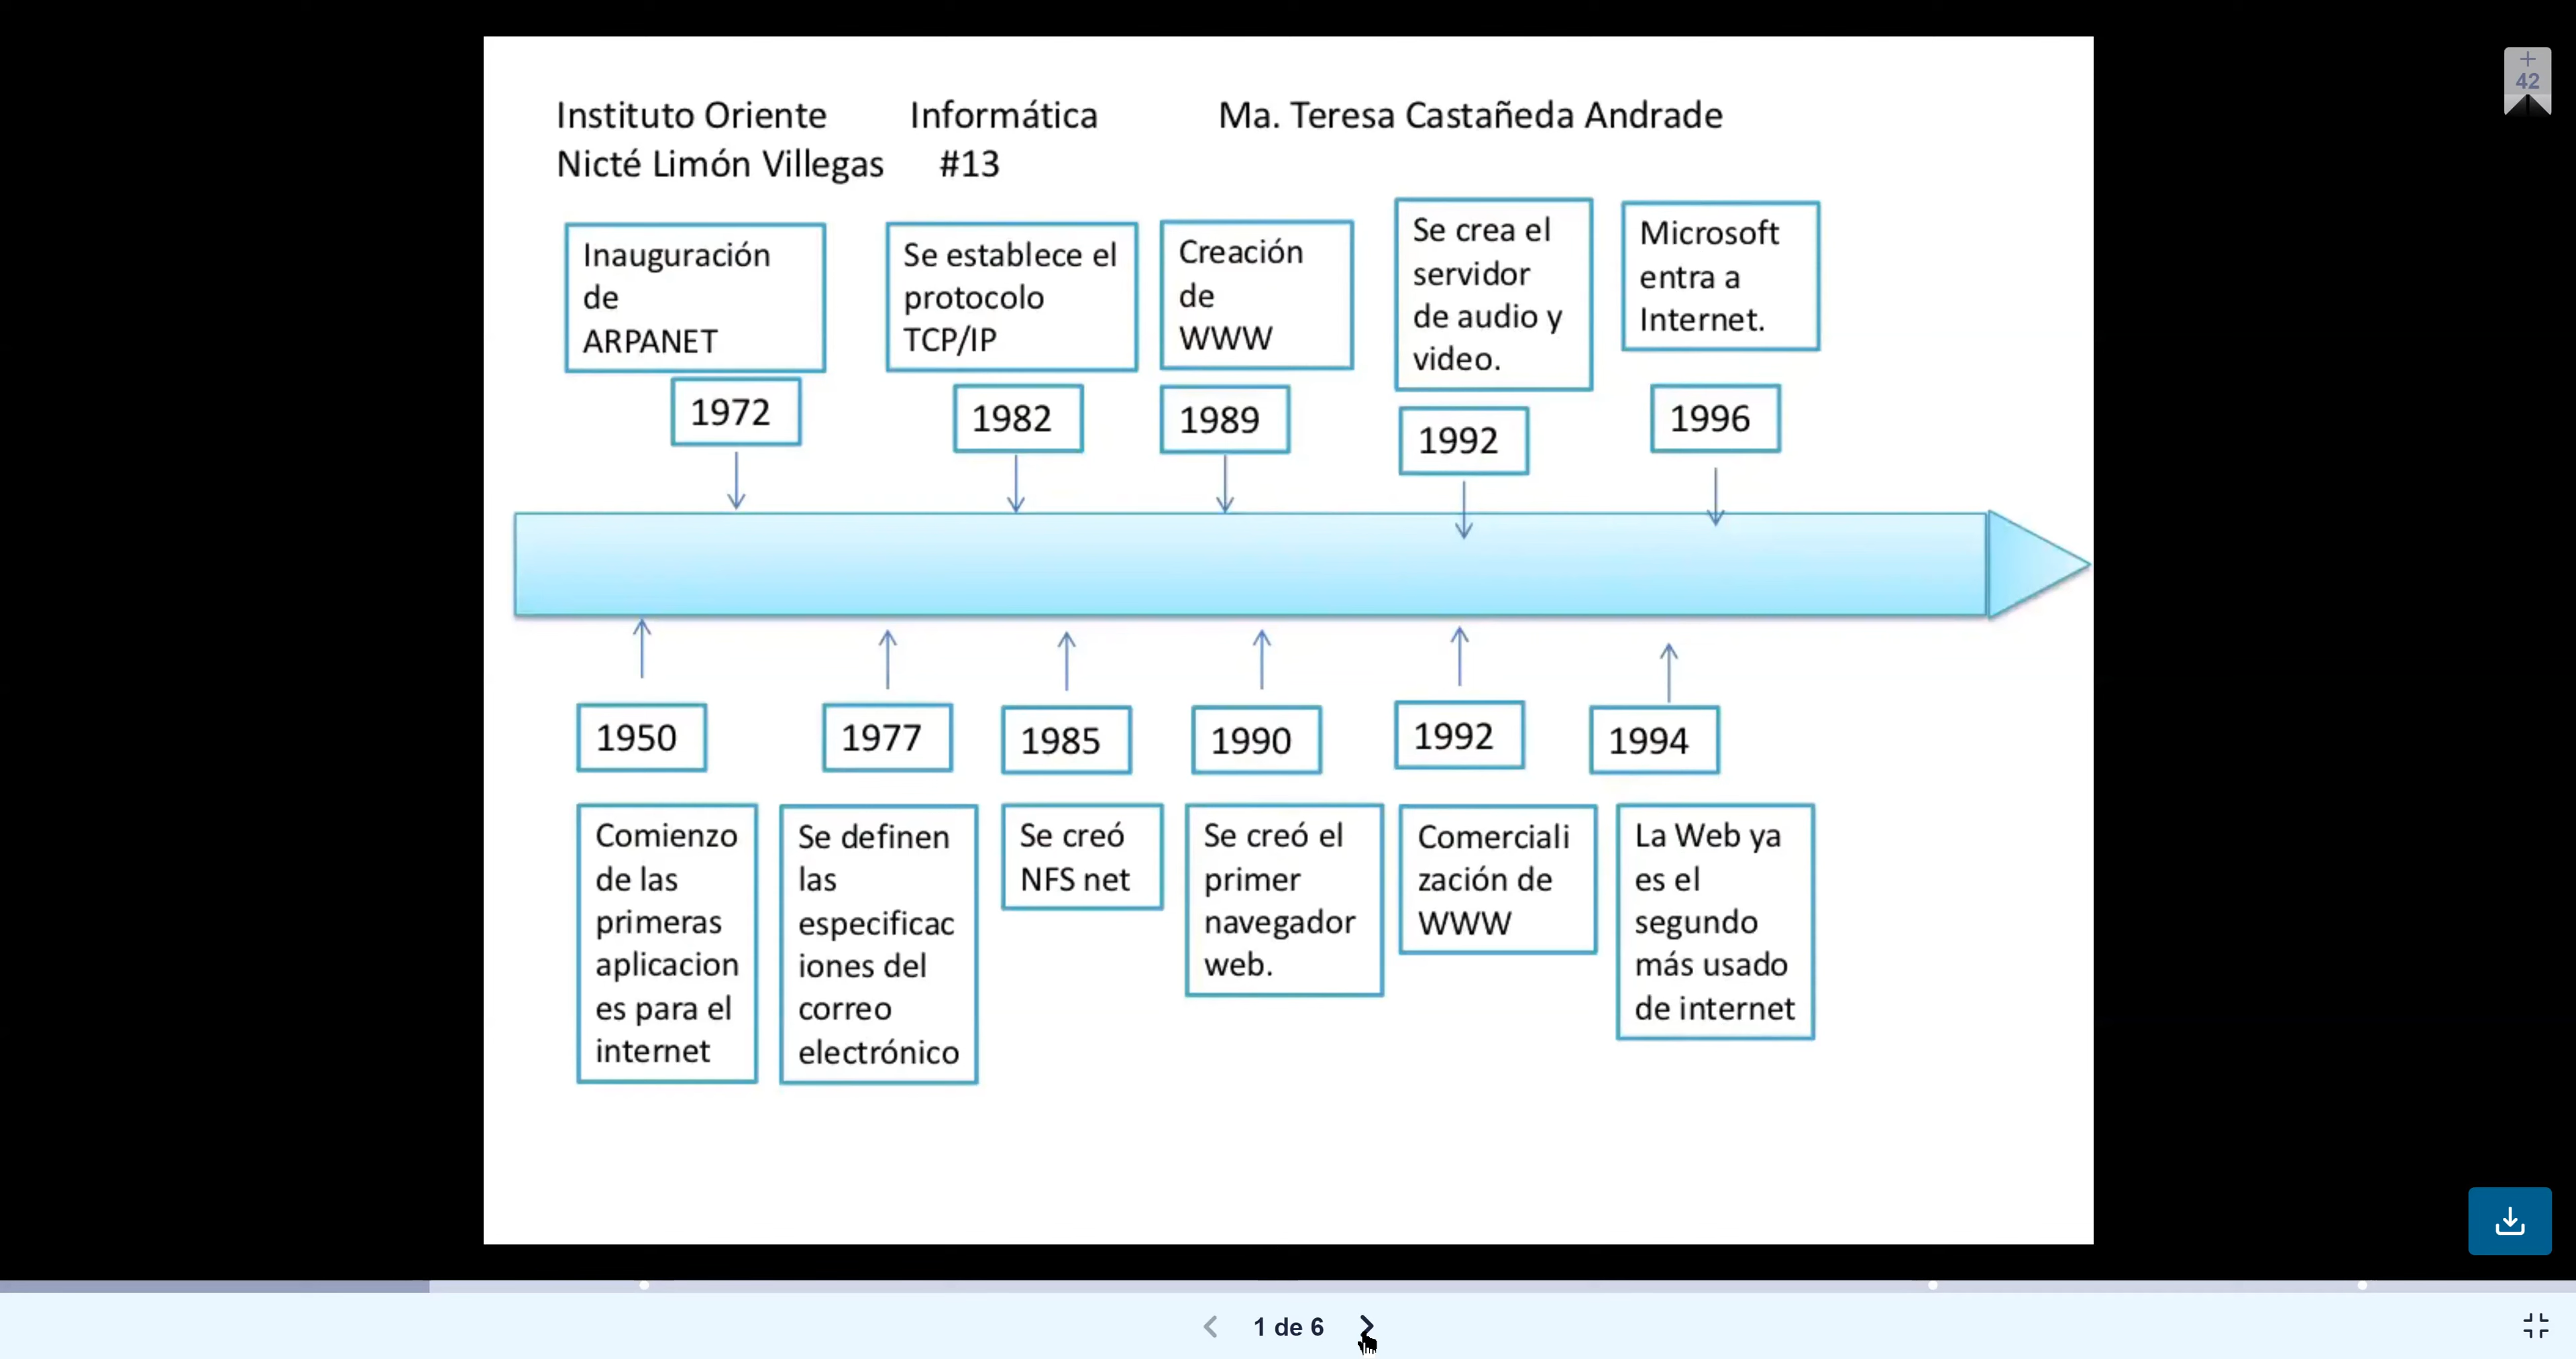 +
42
Instituto Oriente Informática Ma. Teresa Castañeda Andrade
Nicté Limón Villegas #13
Inauguración
de
ARPANET
1972
Se establece el
protocolo
TCP/IP
1982
Creación
de
WWW
1989
Se crea el
servidor
de audio y
video.
1992
Microsoft
entra a
Internet.
1996
1950
Comienzo
de las
primeras
aplicacion
es para el
internet
1977
Se definen
las
especificac
iones del
correo
electrónico
1985
Se creó
NFS net
1990
Se creó el
primer
navegador
web.
1992
Comerciali
zación de
WWW
1994
La Web ya
es el
segundo
más usado
de internet
1 de 6